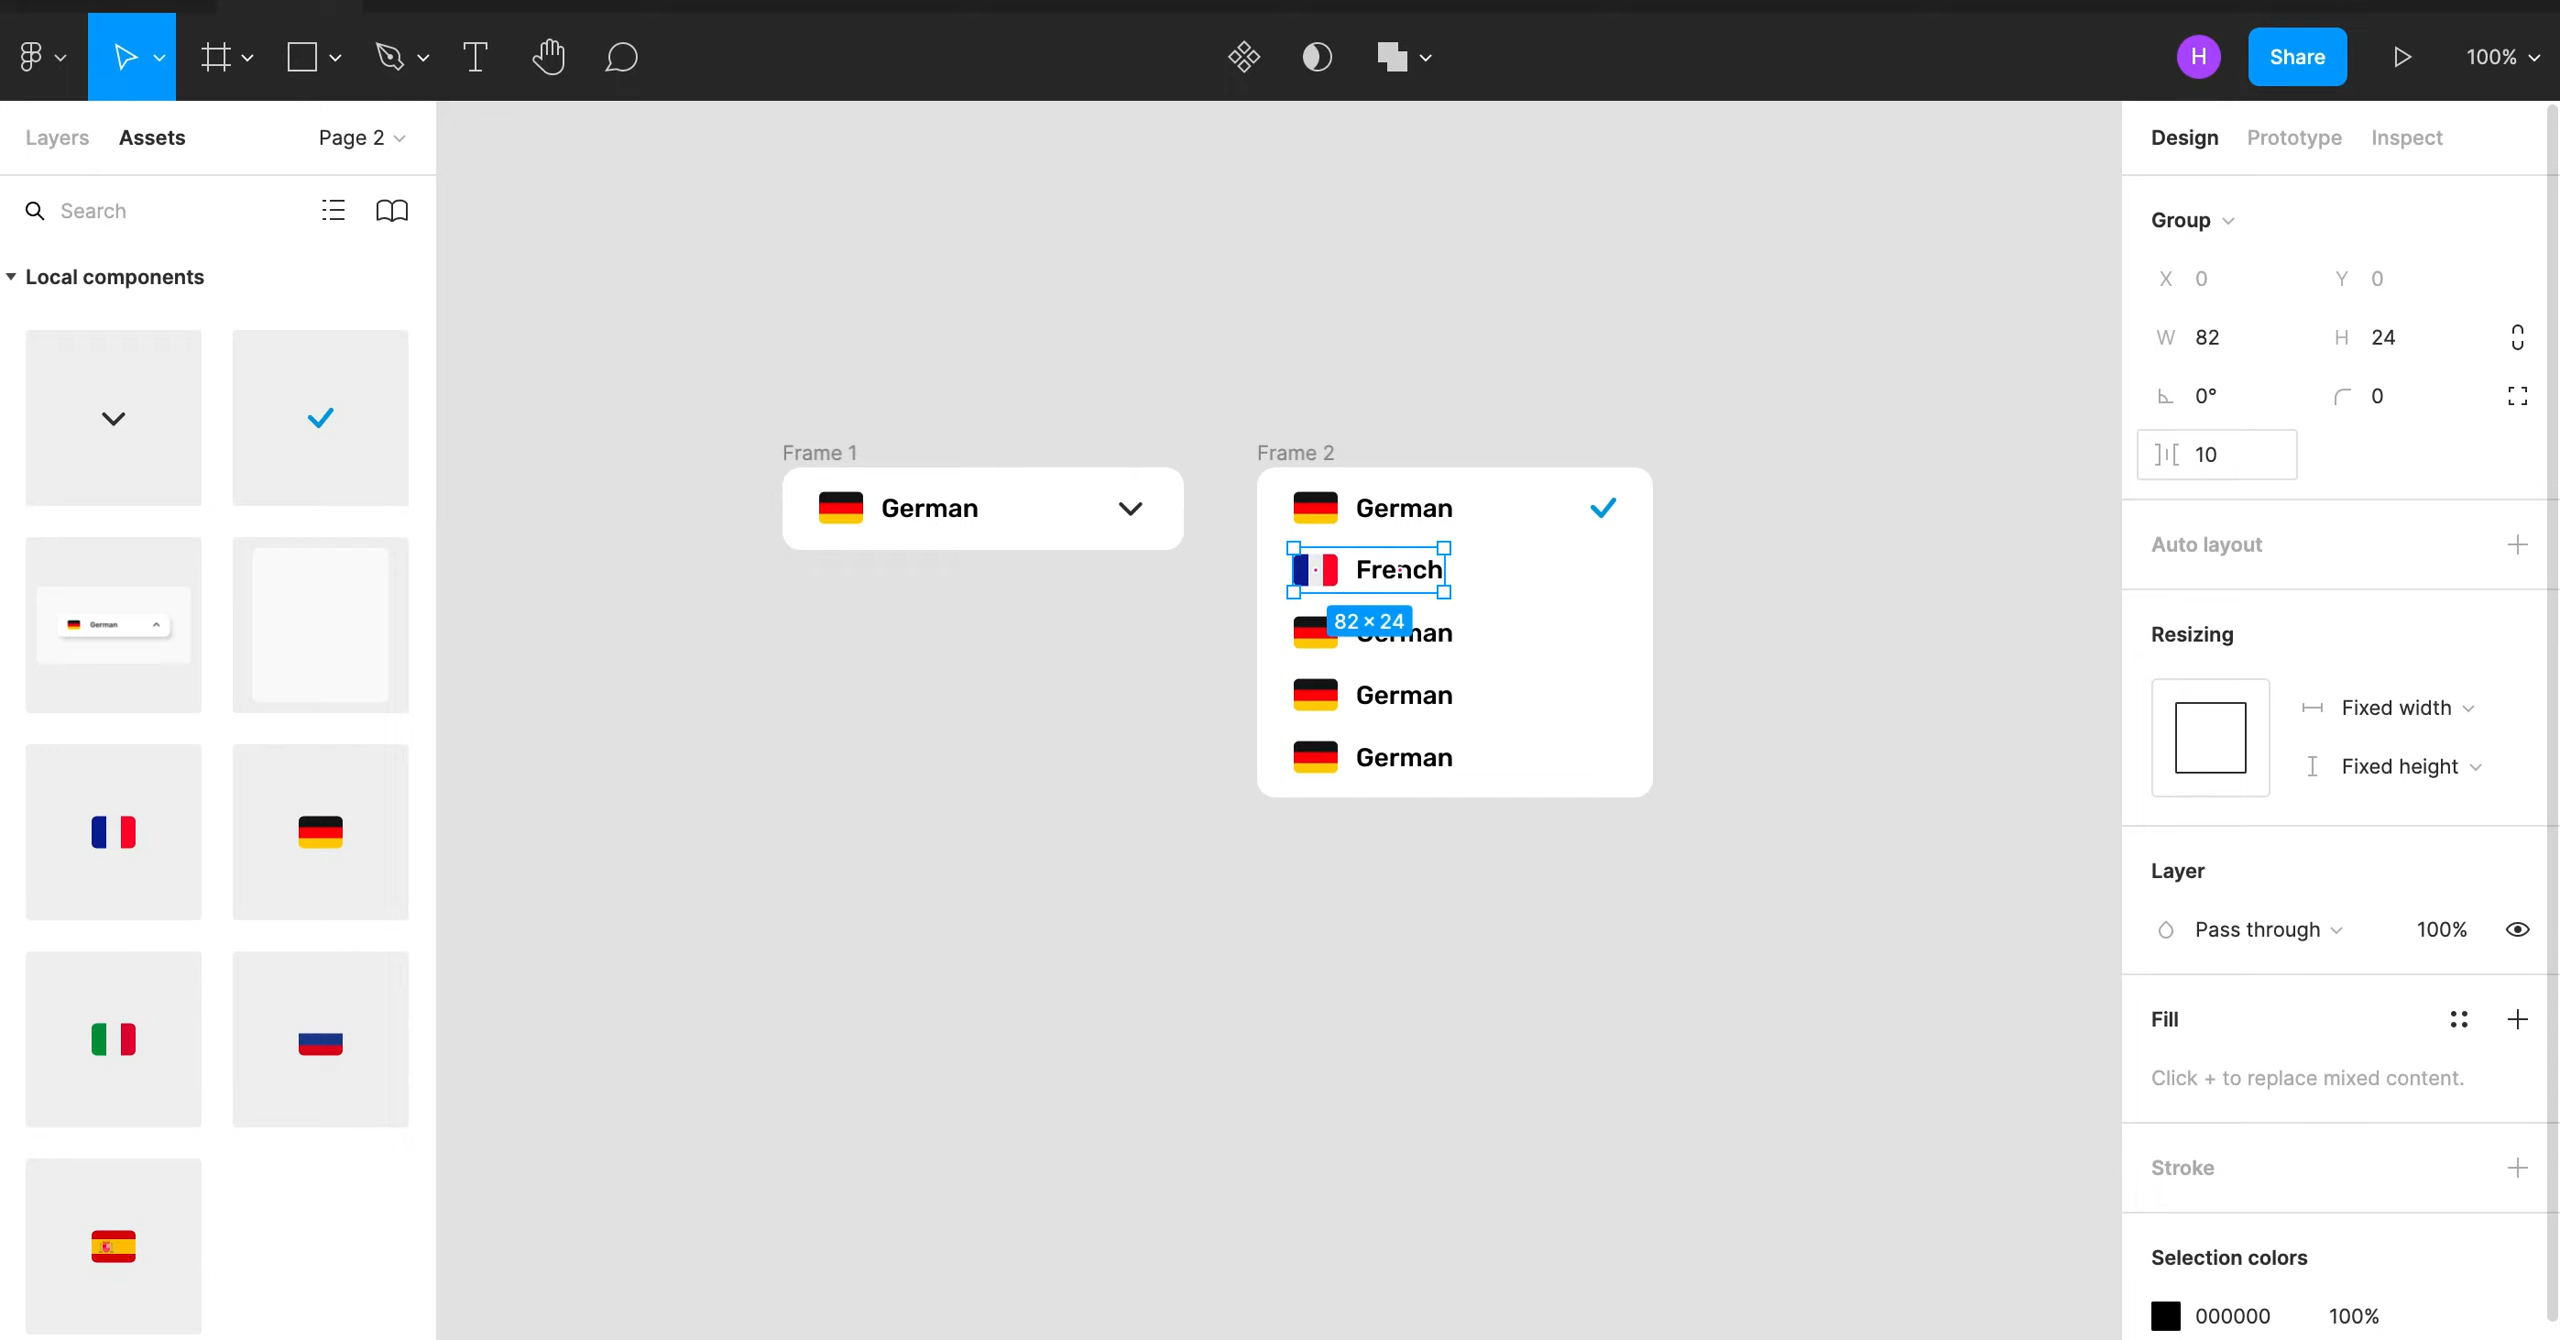 H
Share
100%
Layers
Assets
Page 2
Search
Local components
German
Frame 1
German
Frame 2
German
French
82 × 24
German
German
German
Design
Prototype
Inspect
Group
X 0
Y 0
W 82
H 24
0°
0
10
Auto layout
Resizing
Fixed width
Fixed height
Layer
Pass through
100%
Fill
Click + to replace mixed content.
Stroke
Selection colors
000000
100%